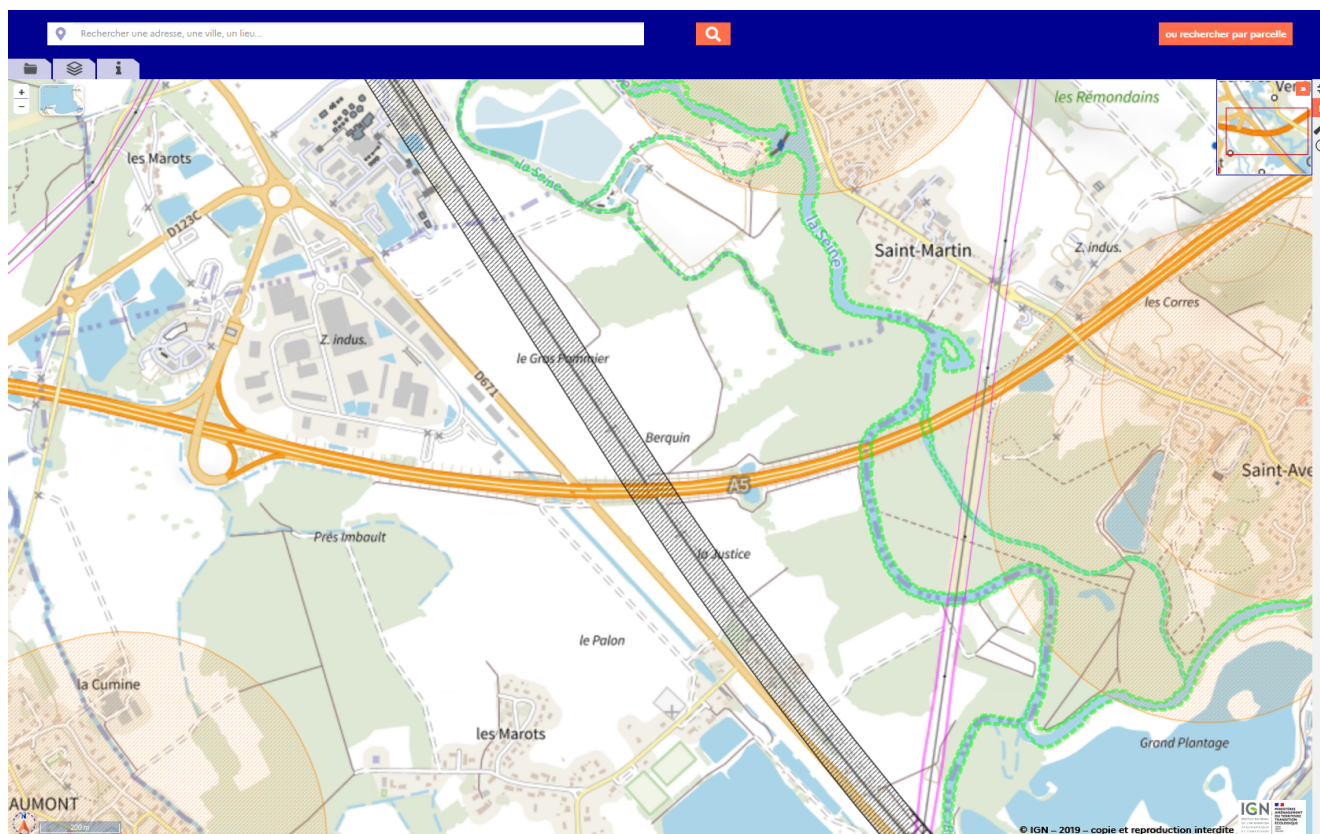 Rechercher une adresse, une ville, un lieu...
ou rechercher par parcelle
i
+
−
les Rémondains
Ver
les Marots
la Seine
D123C
la Seine
Saint-Martin
Z. indus.
les Corres
Z. indus.
le Gros Pommier
D671
Berquin
Saint-Ave
A5
Prés Imbault
la Justice
le Palon
la Cumine
les Marots
Grand Plantage
AUMONT
N
200 m
IGN
© IGN – 2019 – copie et reproduction interdite